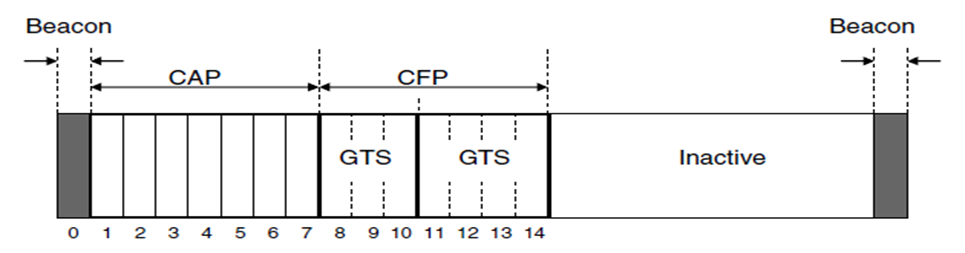 Beacon Beacon
CAP CFP
GTS GTS Inactive
0 1 2 3 4 5 6 7 8 9 10 11 12 13 14